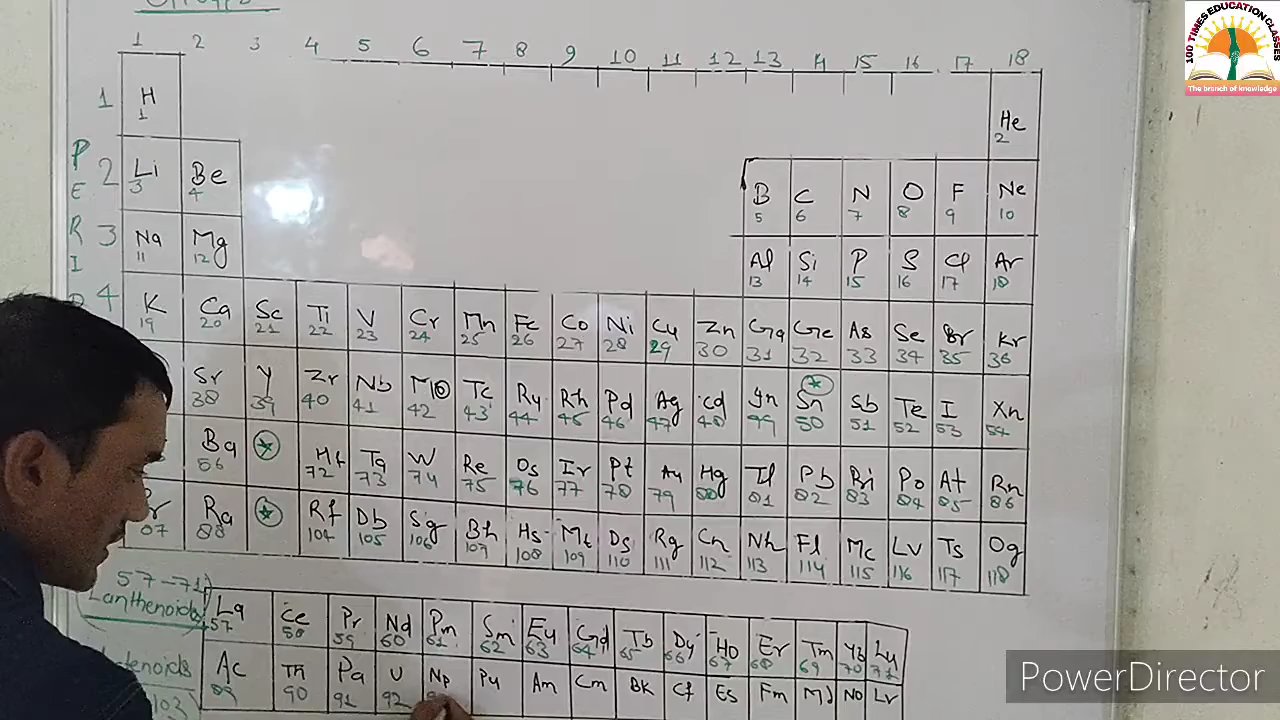 1 2 3 4 5 6 7 8 9 10 11 12 13 14 15 16 17 18
100 TIMES EDUCATION CLASSES
The branch of knowledge
1 H He
1 2
PERI
2 Li Be B C N O F Ne
3 4 5 6 7 8 9 10
3 Na Mg Al Si P S Cl Ar
11 12 13 14 15 16 17 18
4 K Ca Sc Ti V Cr Mn Fe Co Ni Cu Zn Ga Ge As Se Br Kr
19 20 21 22 23 24 25 26 27 28 29 30 31 32 33 34 35 36
Sr Y Zr Nb Mo Tc Ru Rh Pd Ag Cd In Sn Sb Te I Xn
38 39 40 41 42 43 44 45 46 47 48 49 50 51 52 53 54
Ba Hf Ta W Re Os Ir Pt Au Hg Tl Pb Bi Po At Rn
56 72 73 74 75 76 77 78 79 80 81 82 83 84 85 86
Ra Rf Db Sg Bh Hs Mt Ds Rg Cn Nh Fl Mc Lv Ts Og
88 104 105 106 107 108 109 110 111 112 113 114 115 116 117 118
57-71
Lanthenoids
La Ce Pr Nd Pm Sm Eu Gd Tb Dy Ho Er Tm Yb Lu
57 58 59 60 61 62 63 64 65 66 67 68 69 70 71
Ac Th Pa U Np Pu Am Cm BK Cf Es Fm Md NO Lr
89 90 91 92
103
PowerDirector